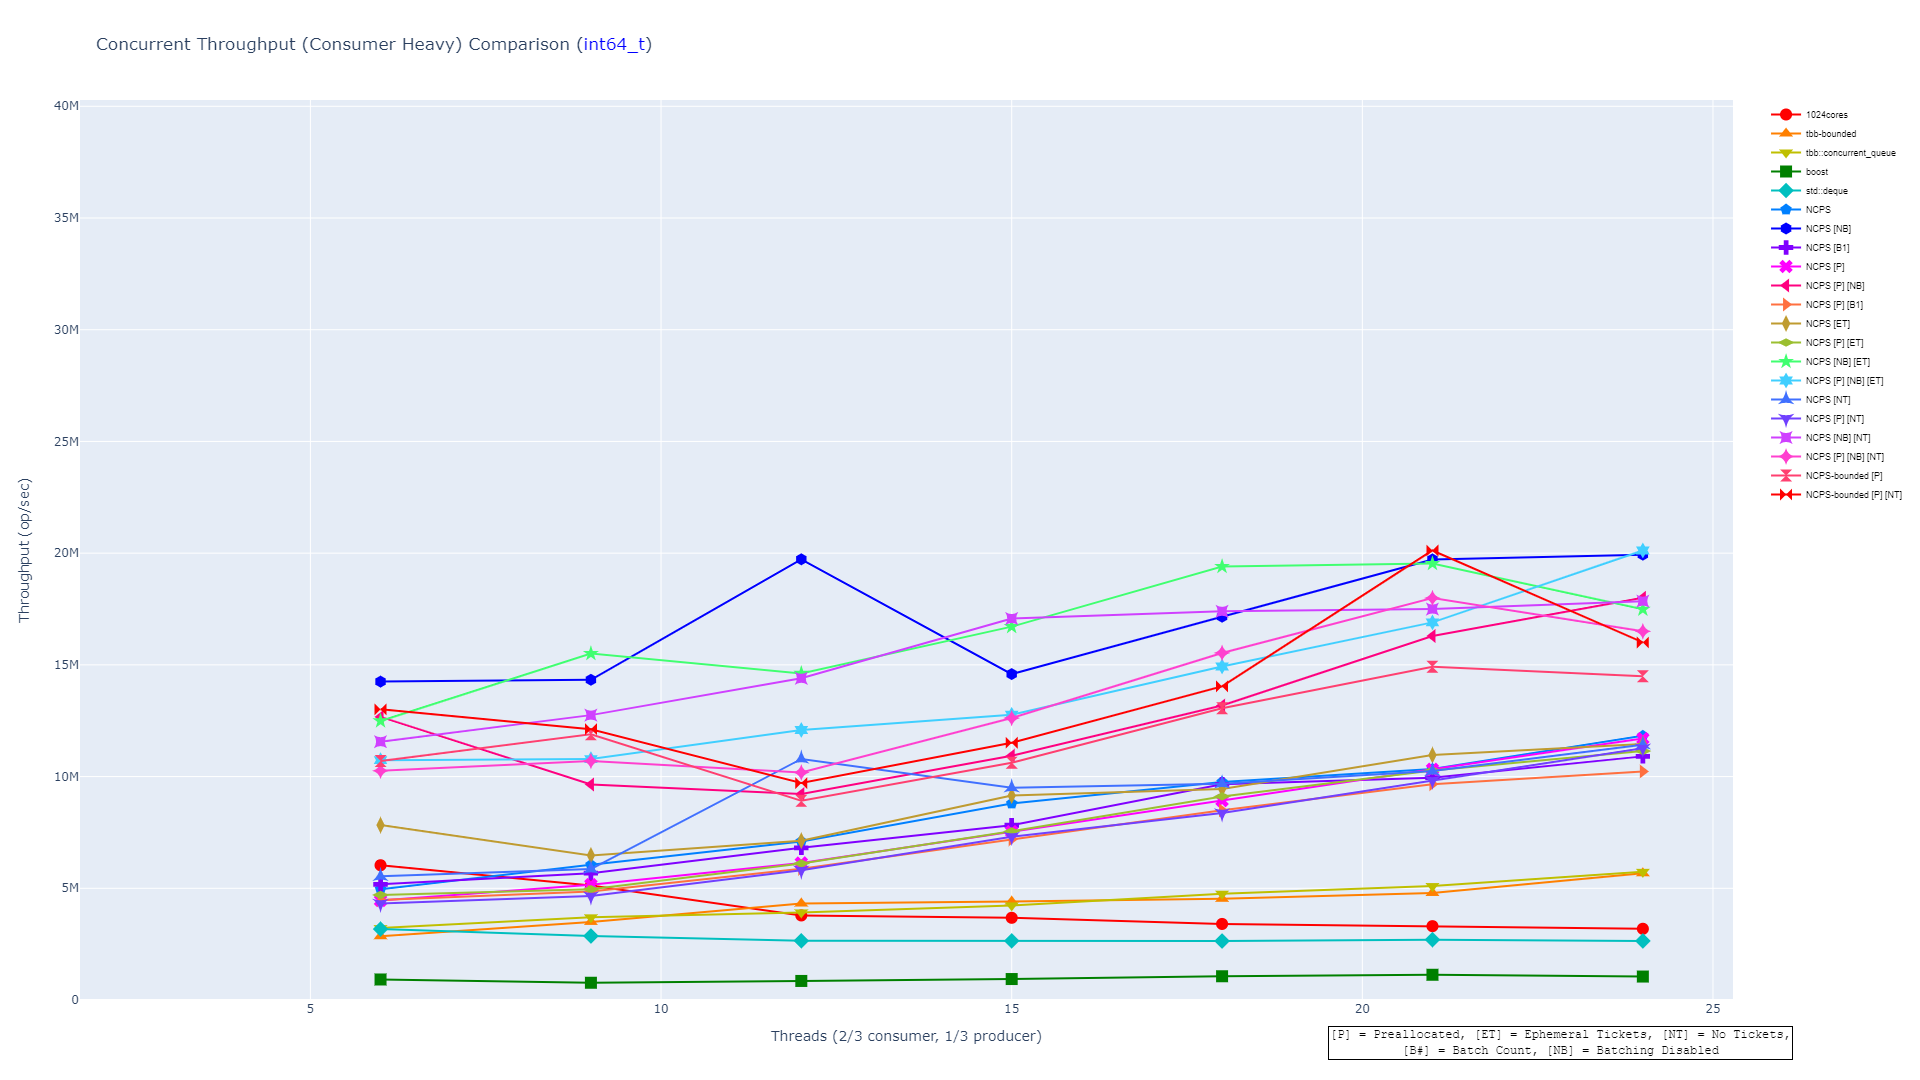 Concurrent Throughput (Consumer Heavy) Comparison (int64_t)
40M
35M
30M
25M
20M
15M
10M
5M
0
Throughput (op/sec)
5
10
15
20
25
Threads (2/3 consumer, 1/3 producer)
1024cores
tbb-bounded
tbb::concurrent_queue
boost
std::deque
NCPS
NCPS [NB]
NCPS [B1]
NCPS [P]
NCPS [P] [NB]
NCPS [P] [B1]
NCPS [ET]
NCPS [P] [ET]
NCPS [NB] [ET]
NCPS [P] [NB] [ET]
NCPS [NT]
NCPS [P] [NT]
NCPS [NB] [NT]
NCPS [P] [NB] [NT]
NCPS-bounded [P]
NCPS-bounded [P] [NT]
[P] = Preallocated, [ET] = Ephemeral Tickets, [NT] = No Tickets,
[B#] = Batch Count, [NB] = Batching Disabled